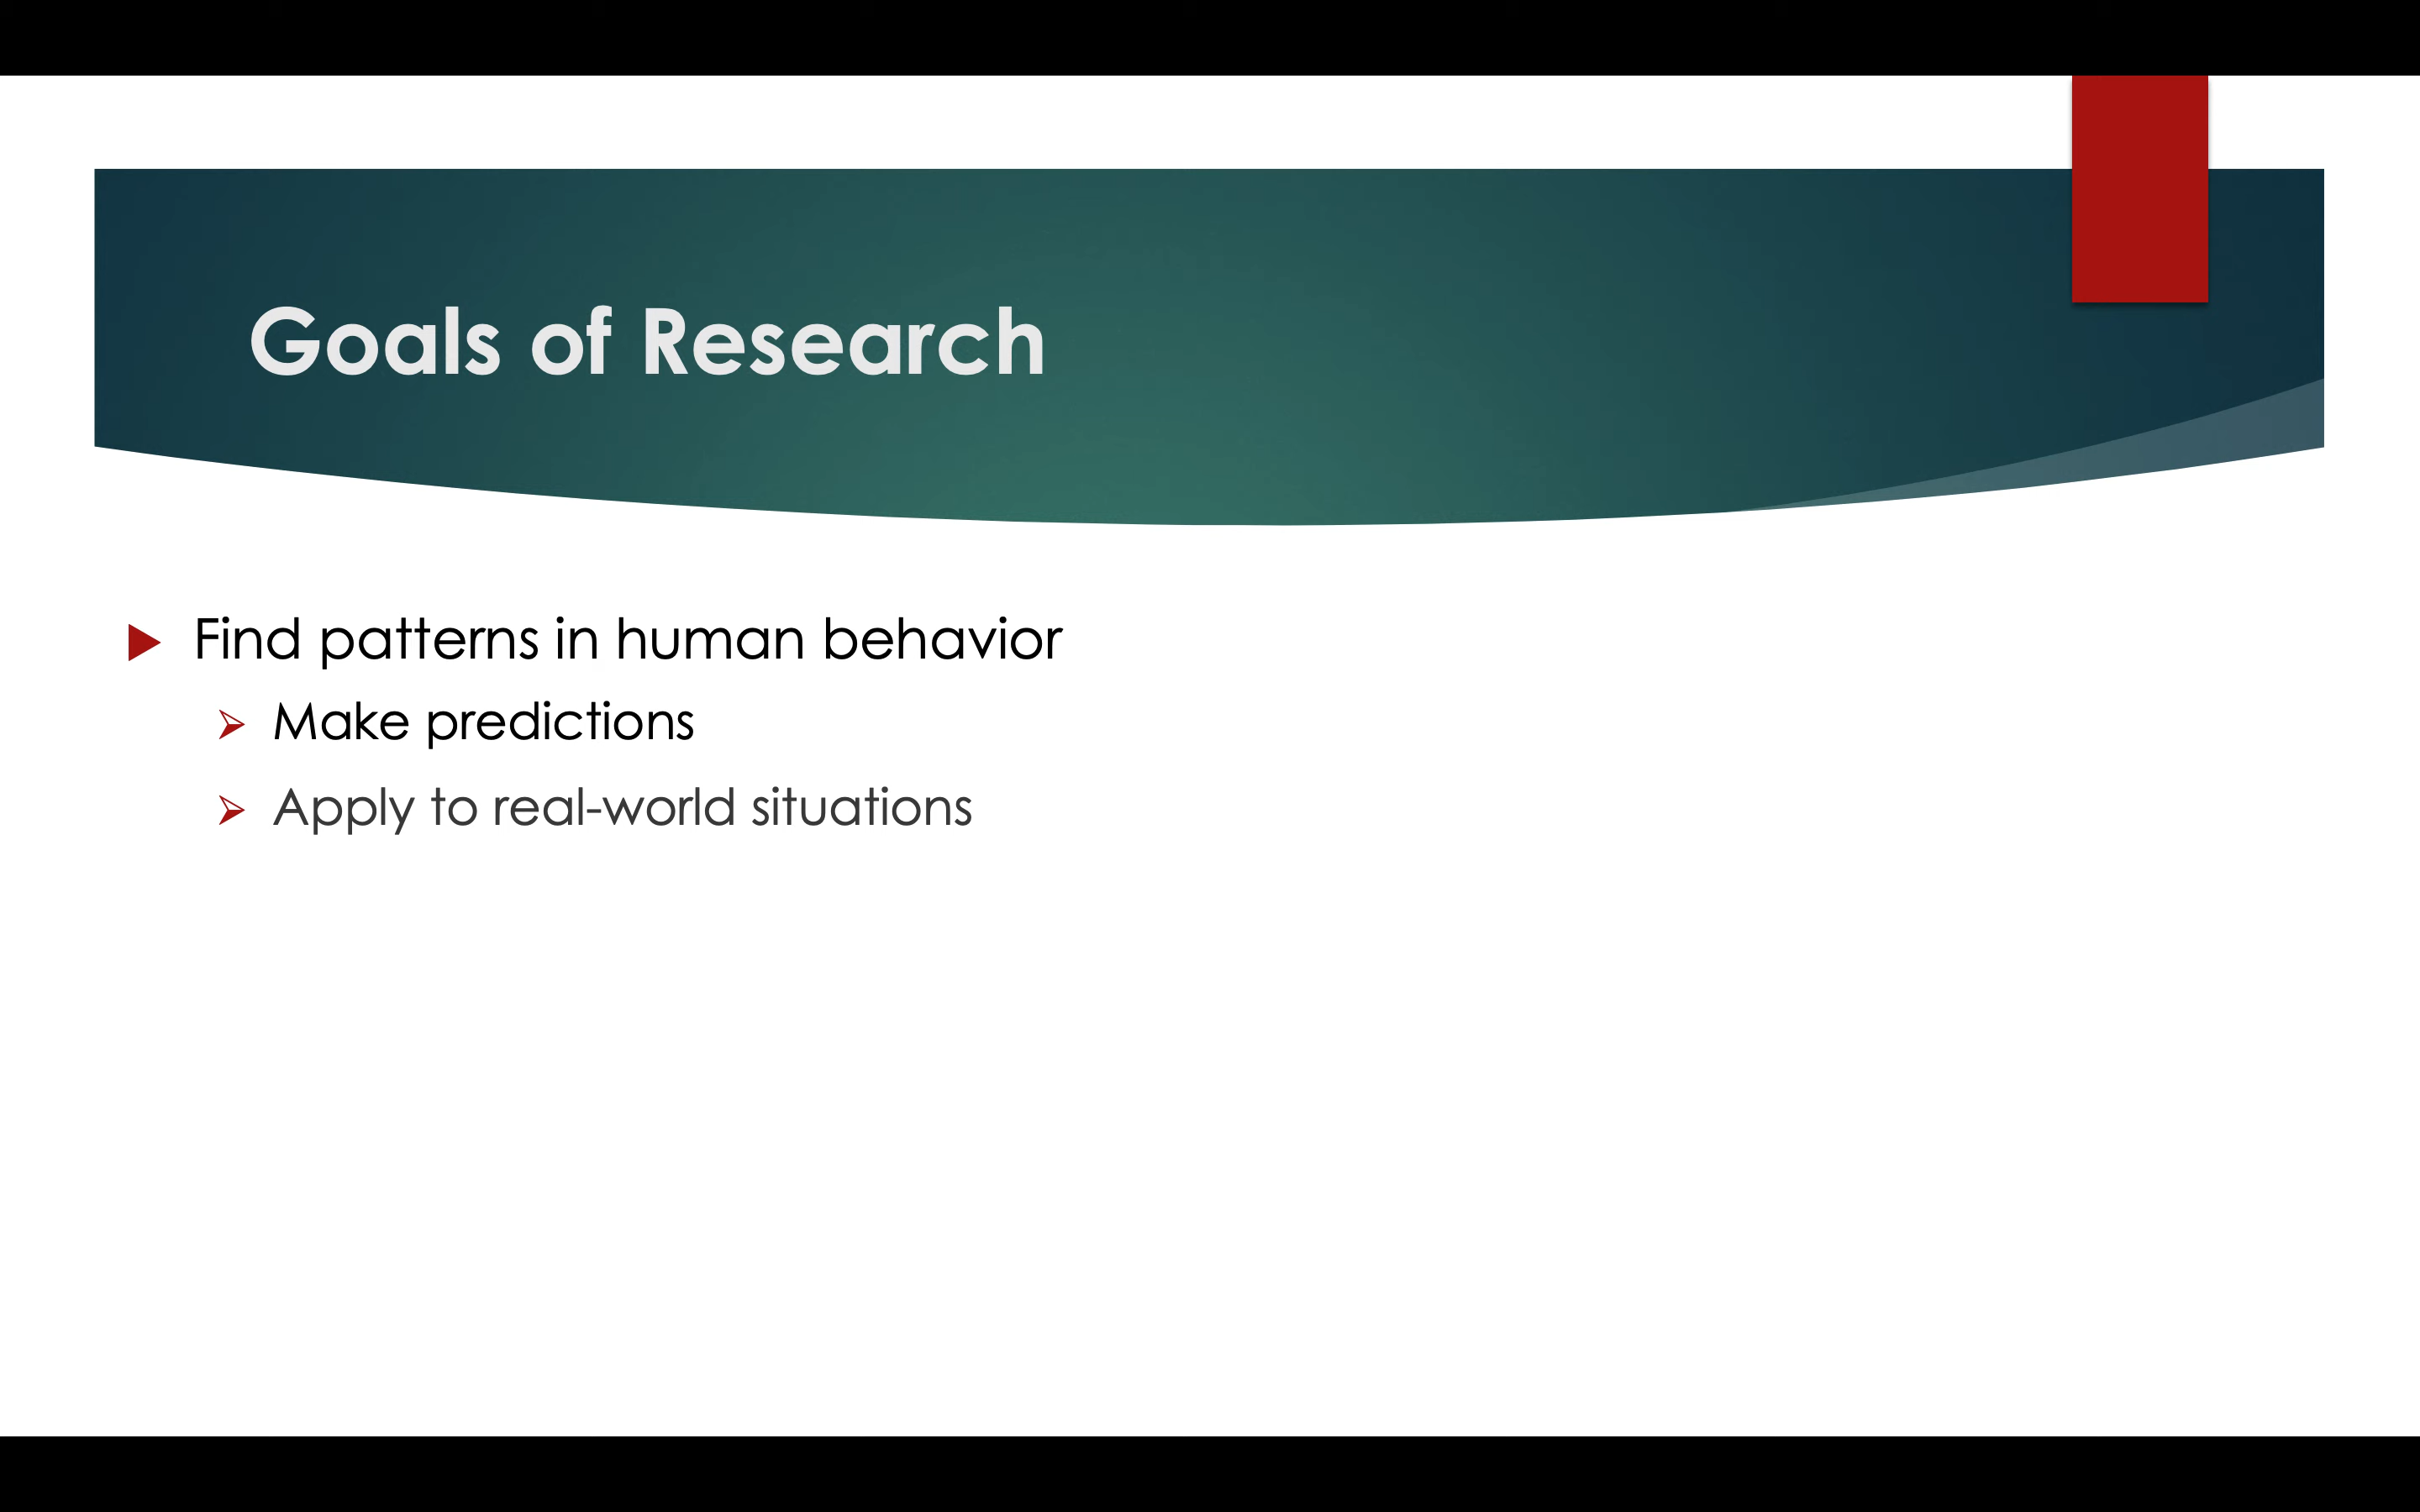 Goals of Research
Find patterns in human behavior
Make predictions
Apply to real-world situations